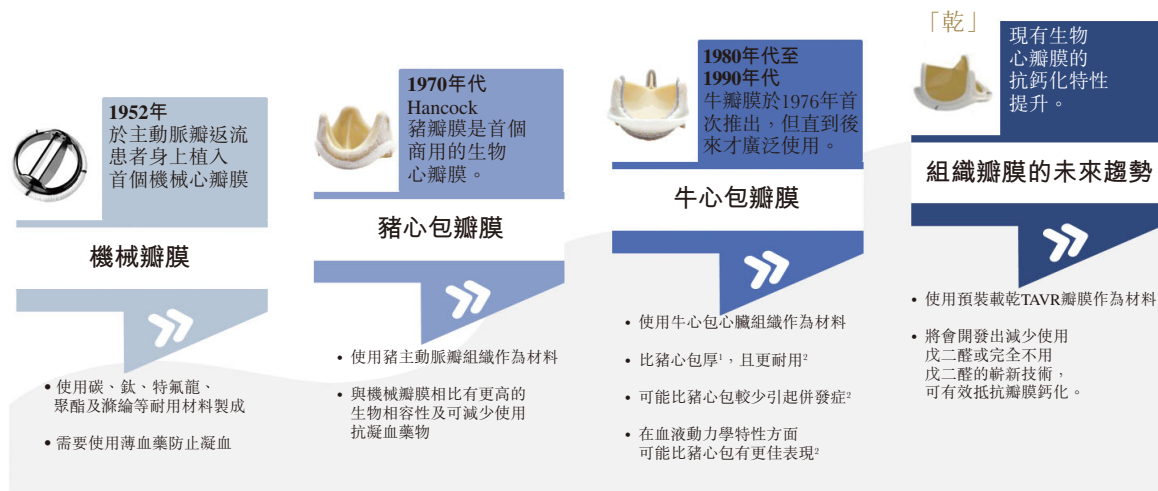 1952年
於主動脈瓣返流
患者身上植入
首個機械心瓣膜
機械瓣膜
• 使用碳、鈦、特氟龍、
聚酯及滌綸等耐用材料製成
• 需要使用薄血藥防止凝血
1970年代
Hancock
豬瓣膜是首個
商用的生物
心瓣膜。
豬心包瓣膜
• 使用豬主動脈瓣組織作為材料
• 與機械瓣膜相比有更高的
生物相容性及可減少使用
抗凝血藥物
1980年代至
1990年代
牛瓣膜於1976年首
次推出，但直到後
來才廣泛使用。
牛心包瓣膜
• 使用牛心包心臟組織作為材料
• 比豬心包厚¹，且更耐用²
• 可能比豬心包較少引起併發症²
• 在血液動力學特性方面
可能比豬心包有更佳表現²
「乾」
現有生物
心瓣膜的
抗鈣化特性
提升。
組織瓣膜的未來趨勢
• 使用預裝載乾TAVR瓣膜作為材料
• 將會開發出減少使用
戊二醛或完全不用
戊二醛的嶄新技術，
可有效抵抗瓣膜鈣化。